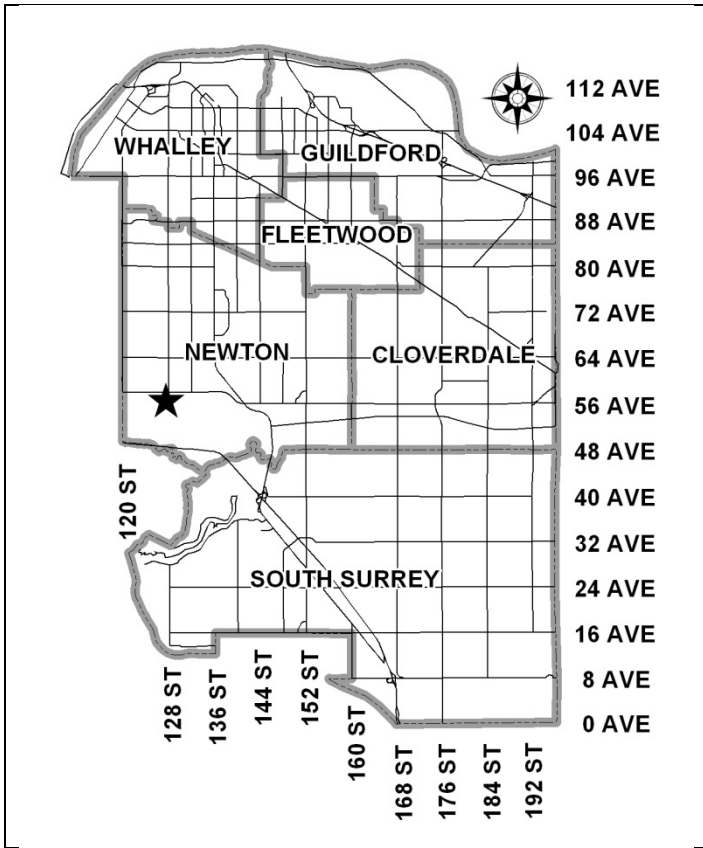 112 AVE
104 AVE
WHALLEY
GUILDFORD
96 AVE
88 AVE
FLEETWOOD
80 AVE
72 AVE
NEWTON
CLOVERDALE
64 AVE
56 AVE
48 AVE
120 ST
40 AVE
32 AVE
SOUTH SURREY
24 AVE
16 AVE
8 AVE
0 AVE
128 ST
136 ST
144 ST
152 ST
160 ST
168 ST
176 ST
184 ST
192 ST